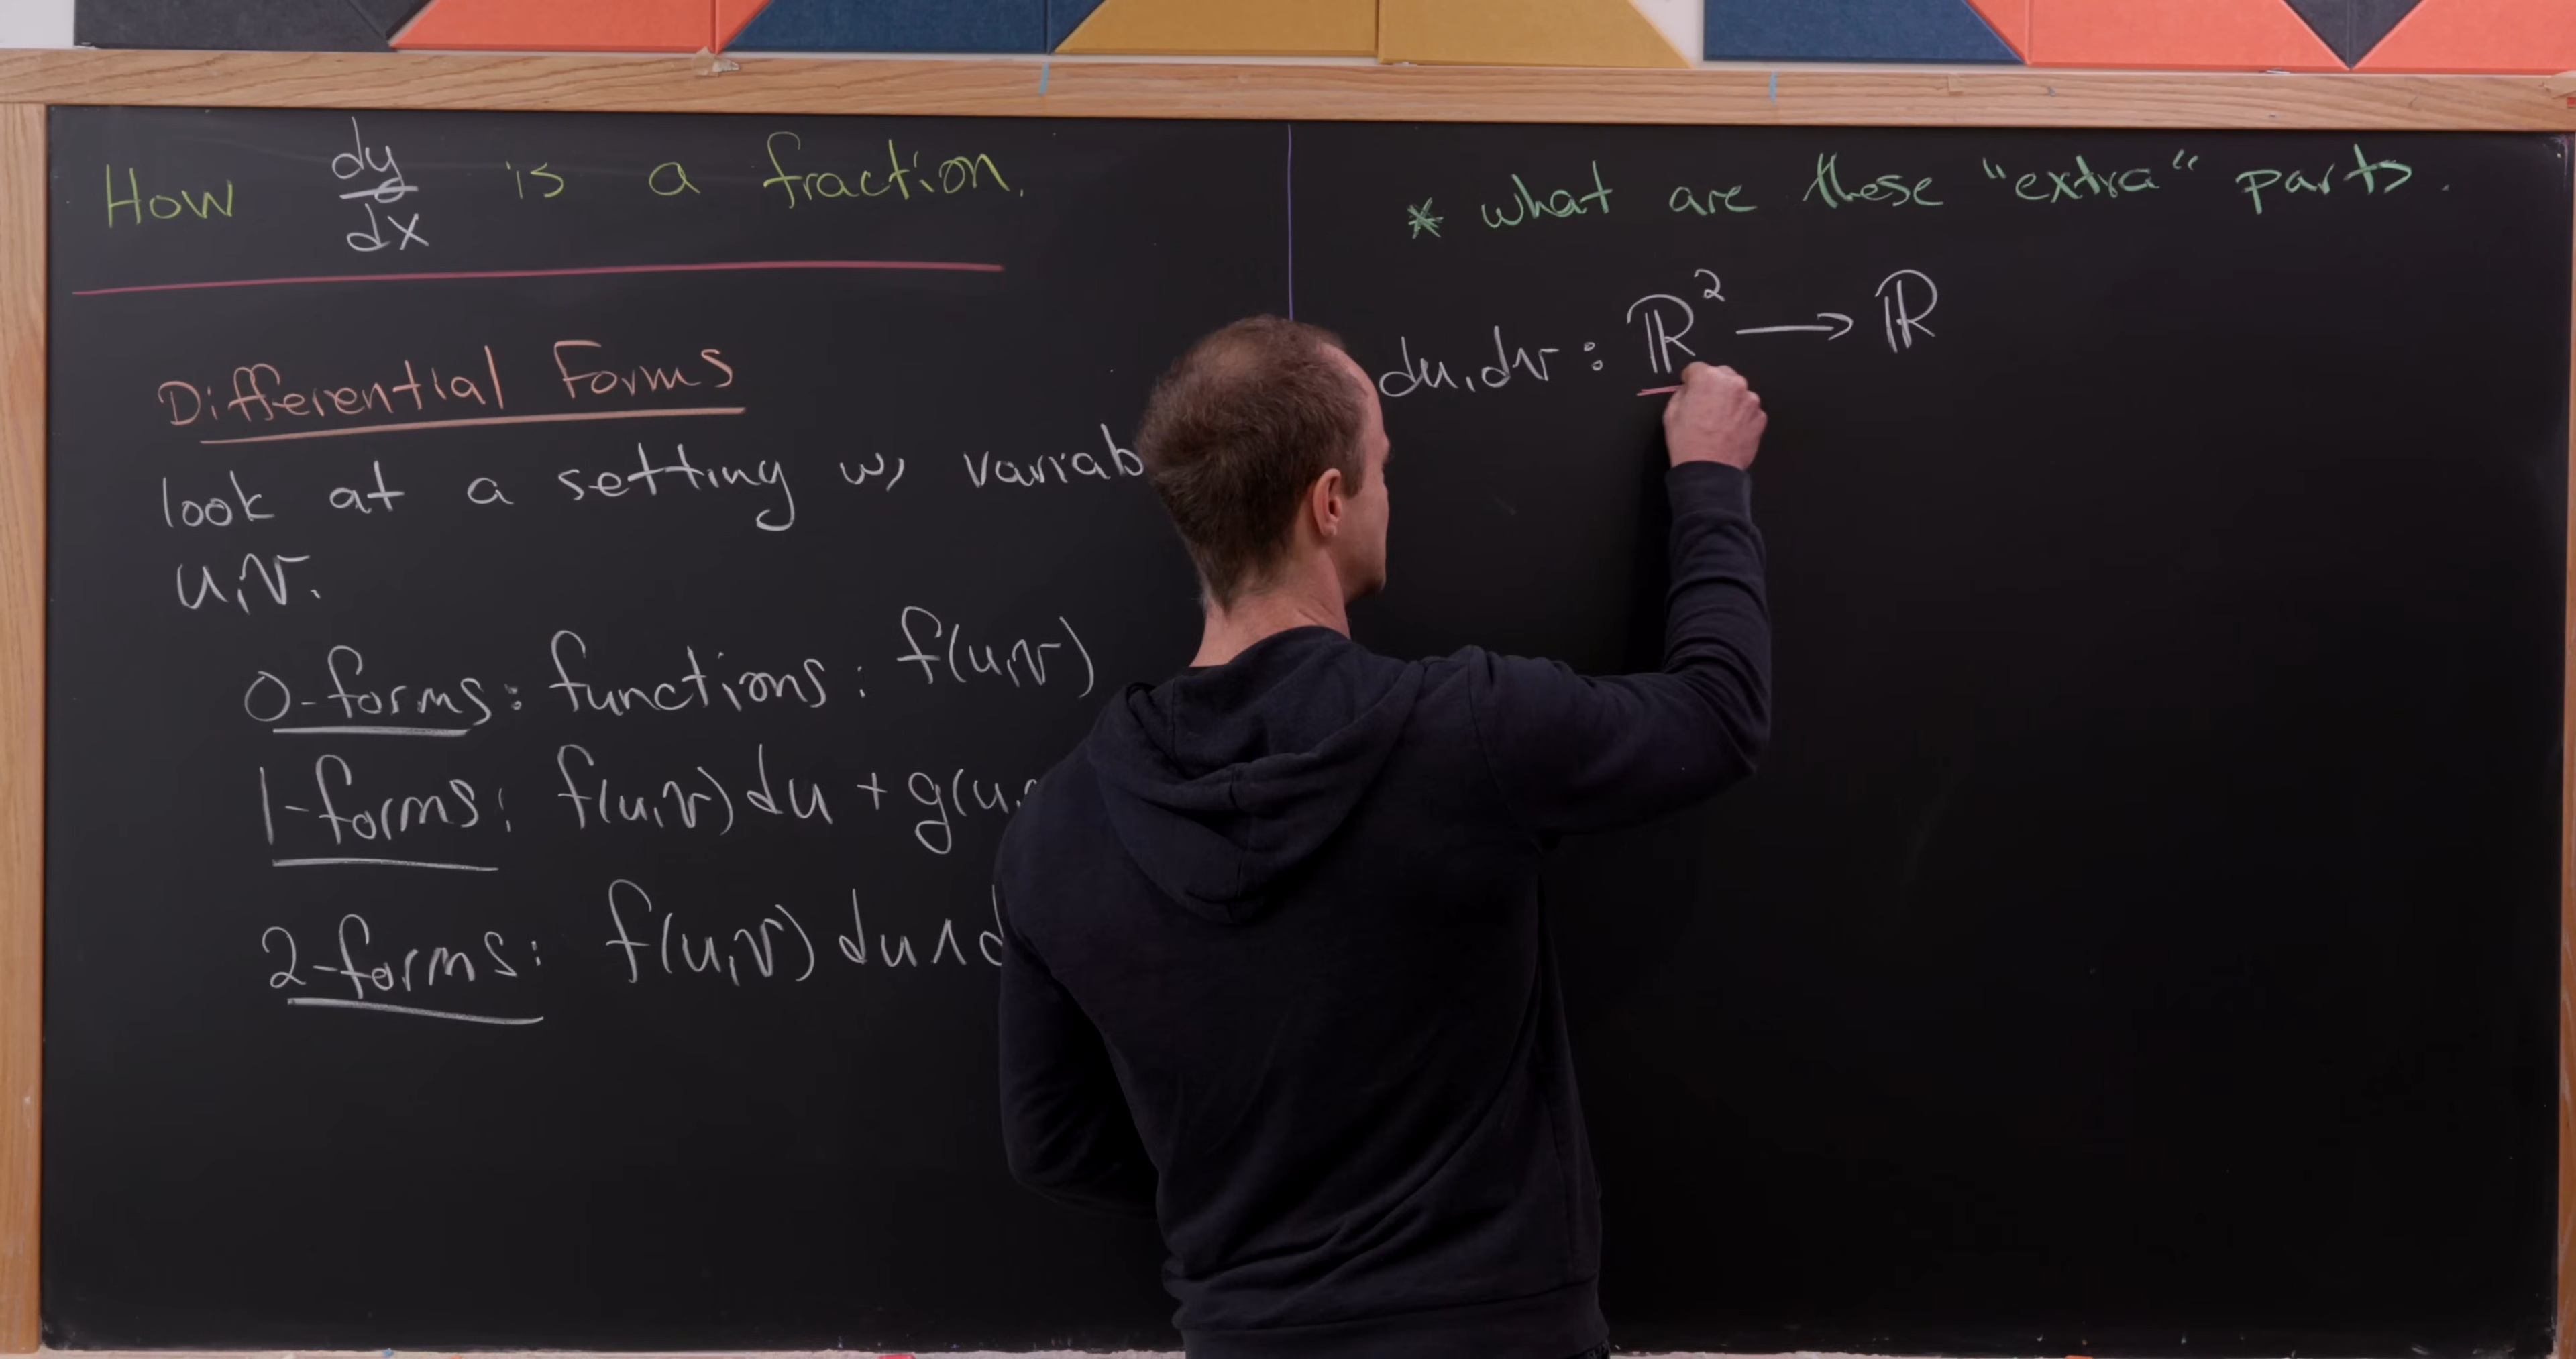 How dy/dx is a fraction.
Differential Forms
look at a setting w/ variab
u,v.
0-forms: functions: f(u,v)
1-forms: f(u,v)du + g(u,
2-forms: f(u,v) du∧d
* what are these "extra" parts.
du,dv: ℝ² ⟶ ℝ